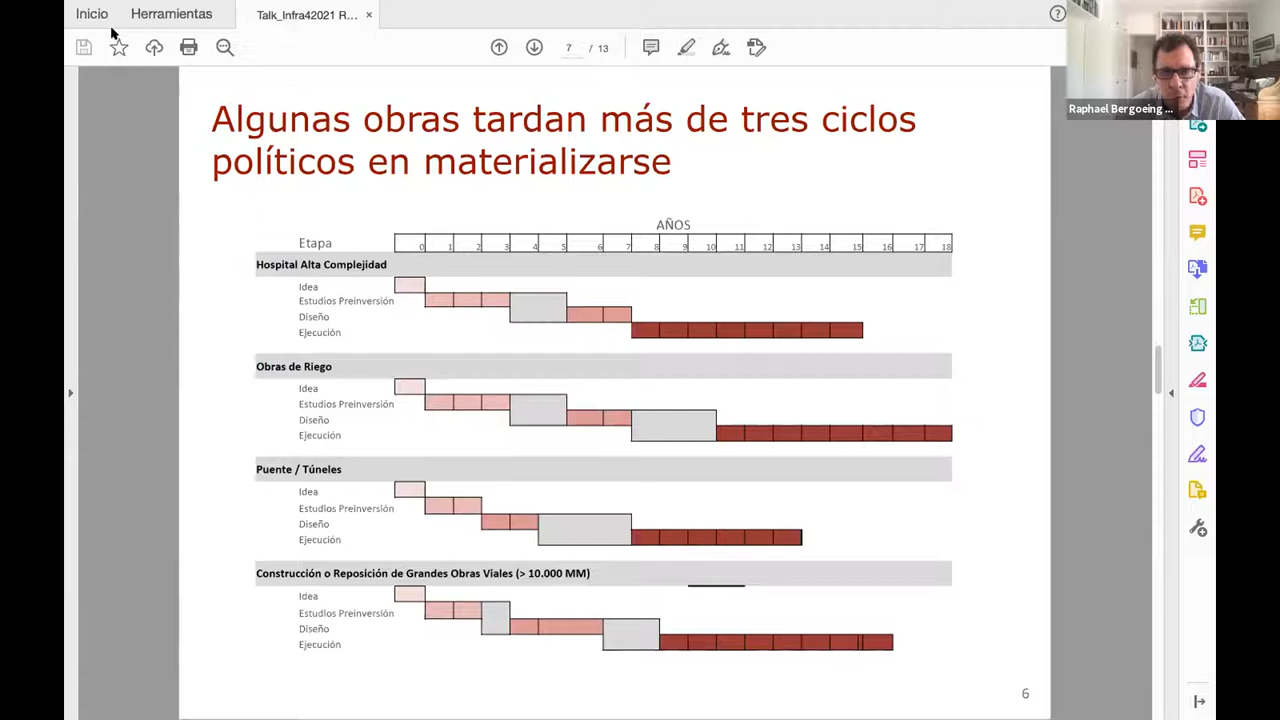 Inicio
Herramientas
Talk_Infra42021 R... ×
7 / 13
Raphael Bergoeing ...
Algunas obras tardan más de tres ciclos
políticos en materializarse
AÑOS
Etapa
0 1 2 3 4 5 6 7 8 9 10 11 12 13 14 15 16 17 18
Hospital Alta Complejidad
Idea
Estudios Preinversión
Diseño
Ejecución
Obras de Riego
Idea
Estudios Preinversión
Diseño
Ejecución
Puente / Túneles
Idea
Estudios Preinversión
Diseño
Ejecución
Construcción o Reposición de Grandes Obras Viales (> 10.000 MM)
Idea
Estudios Preinversión
Diseño
Ejecución
6